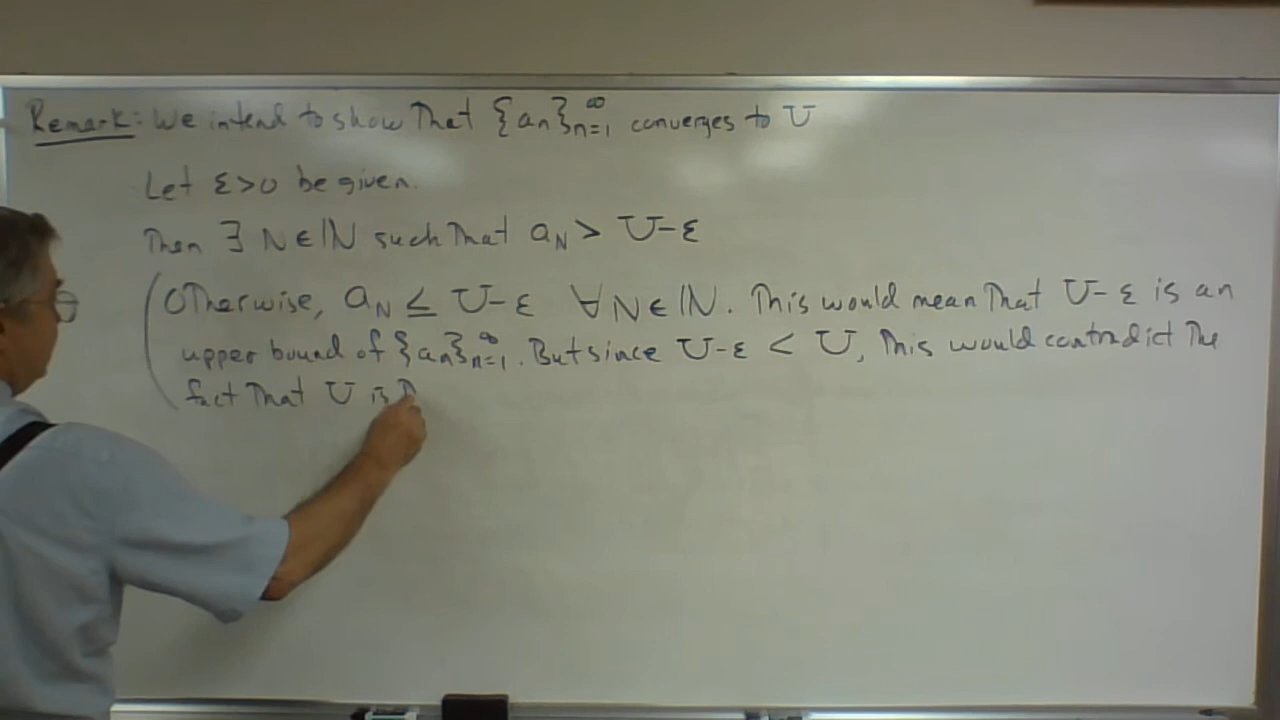 Remark: We intend to show That {aₙ}ₙ₌₁^∞ converges to U
Let ε>0 be given.
Then ∃ N∈ℕ such That a_N > U-ε
(Otherwise, a_N ≤ U-ε ∀N∈ℕ. This would mean That U-ε is an
upper bound of {aₙ}ₙ₌₁^∞. But since U-ε < U, This would contradict The
fact That U is